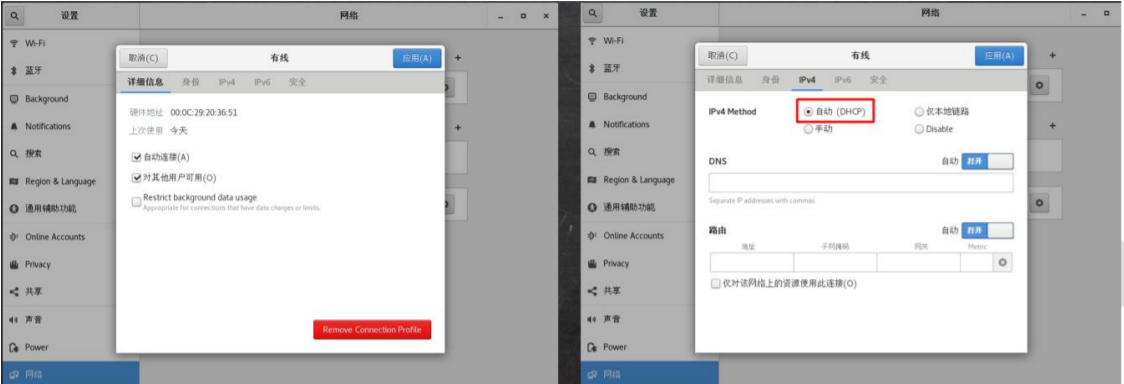 设置
网络
Wi-Fi
蓝牙
Background
Notifications
搜索
Region & Language
通用辅助功能
Online Accounts
Privacy
共享
声音
Power
网络
取消(C)
有线
应用(A)
详细信息 身份 IPv4 IPv6 安全
硬件地址 00:0C:29:20:36:51
上次使用 今天
自动连接(A)
对其他用户可用(O)
Restrict background data usage
Appropriate for connections that have data charges or limits.
Remove Connection Profile
设置
网络
Wi-Fi
蓝牙
Background
Notifications
搜索
Region & Language
通用辅助功能
Online Accounts
Privacy
共享
声音
Power
网络
取消(C)
有线
应用(A)
详细信息 身份 IPv4 IPv6 安全
IPv4 Method
自动 (DHCP)
仅本地链路
手动
Disable
DNS
自动 打开
Separate IP addresses with commas
路由
自动 打开
地址 子网掩码 网关 Metric
仅对该网络上的资源使用此连接(O)